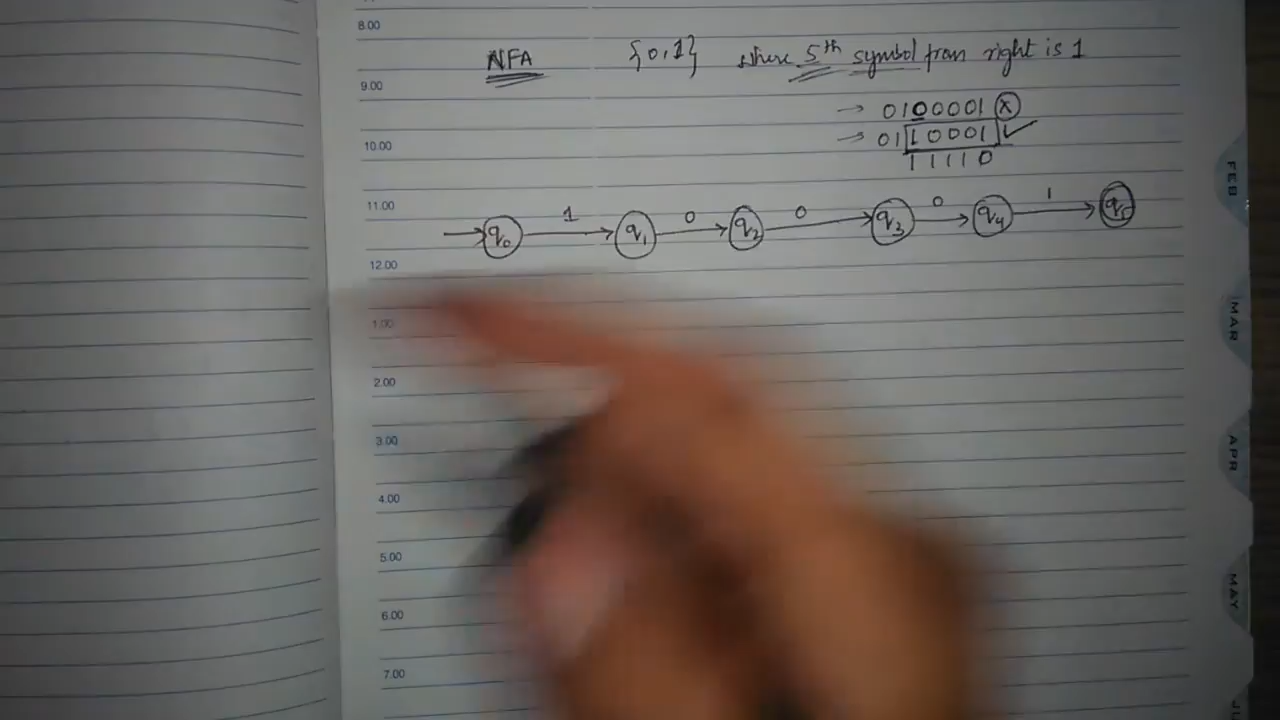 8.00
NFA {0,1} where 5th symbol from right is 1
9.00
→ 0100001 x
→ 0110001 ✓
10.00
11110
11.00
1 0 0 0 1
q0 q1 q2 q3 q4 q5
12.00
1.00
2.00
3.00
4.00
5.00
6.00
7.00
FEB
MAR
APR
MAY